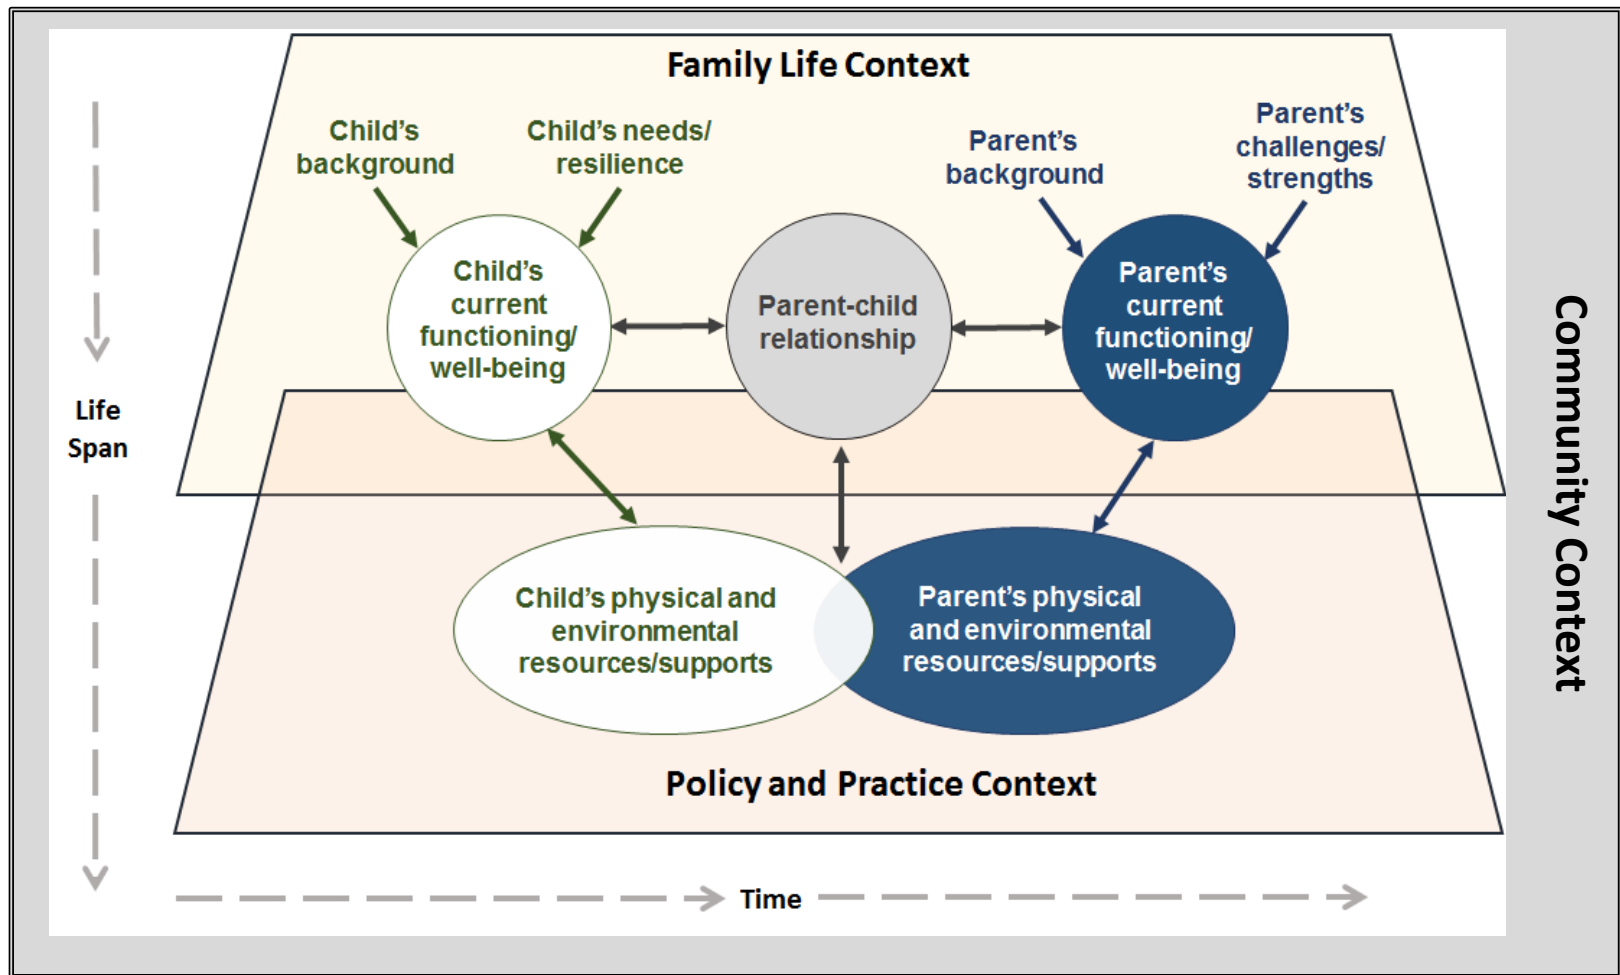 Family Life Context
Child's
background
Child's needs/
resilience
Parent's
background
Parent's
challenges/
strengths
Child's
current
functioning/
well-being
Parent-child
relationship
Parent's
current
functioning/
well-being
Life
Span
Community Context
Child's physical and
environmental
resources/supports
Parent's physical
and environmental
resources/supports
Policy and Practice Context
Time